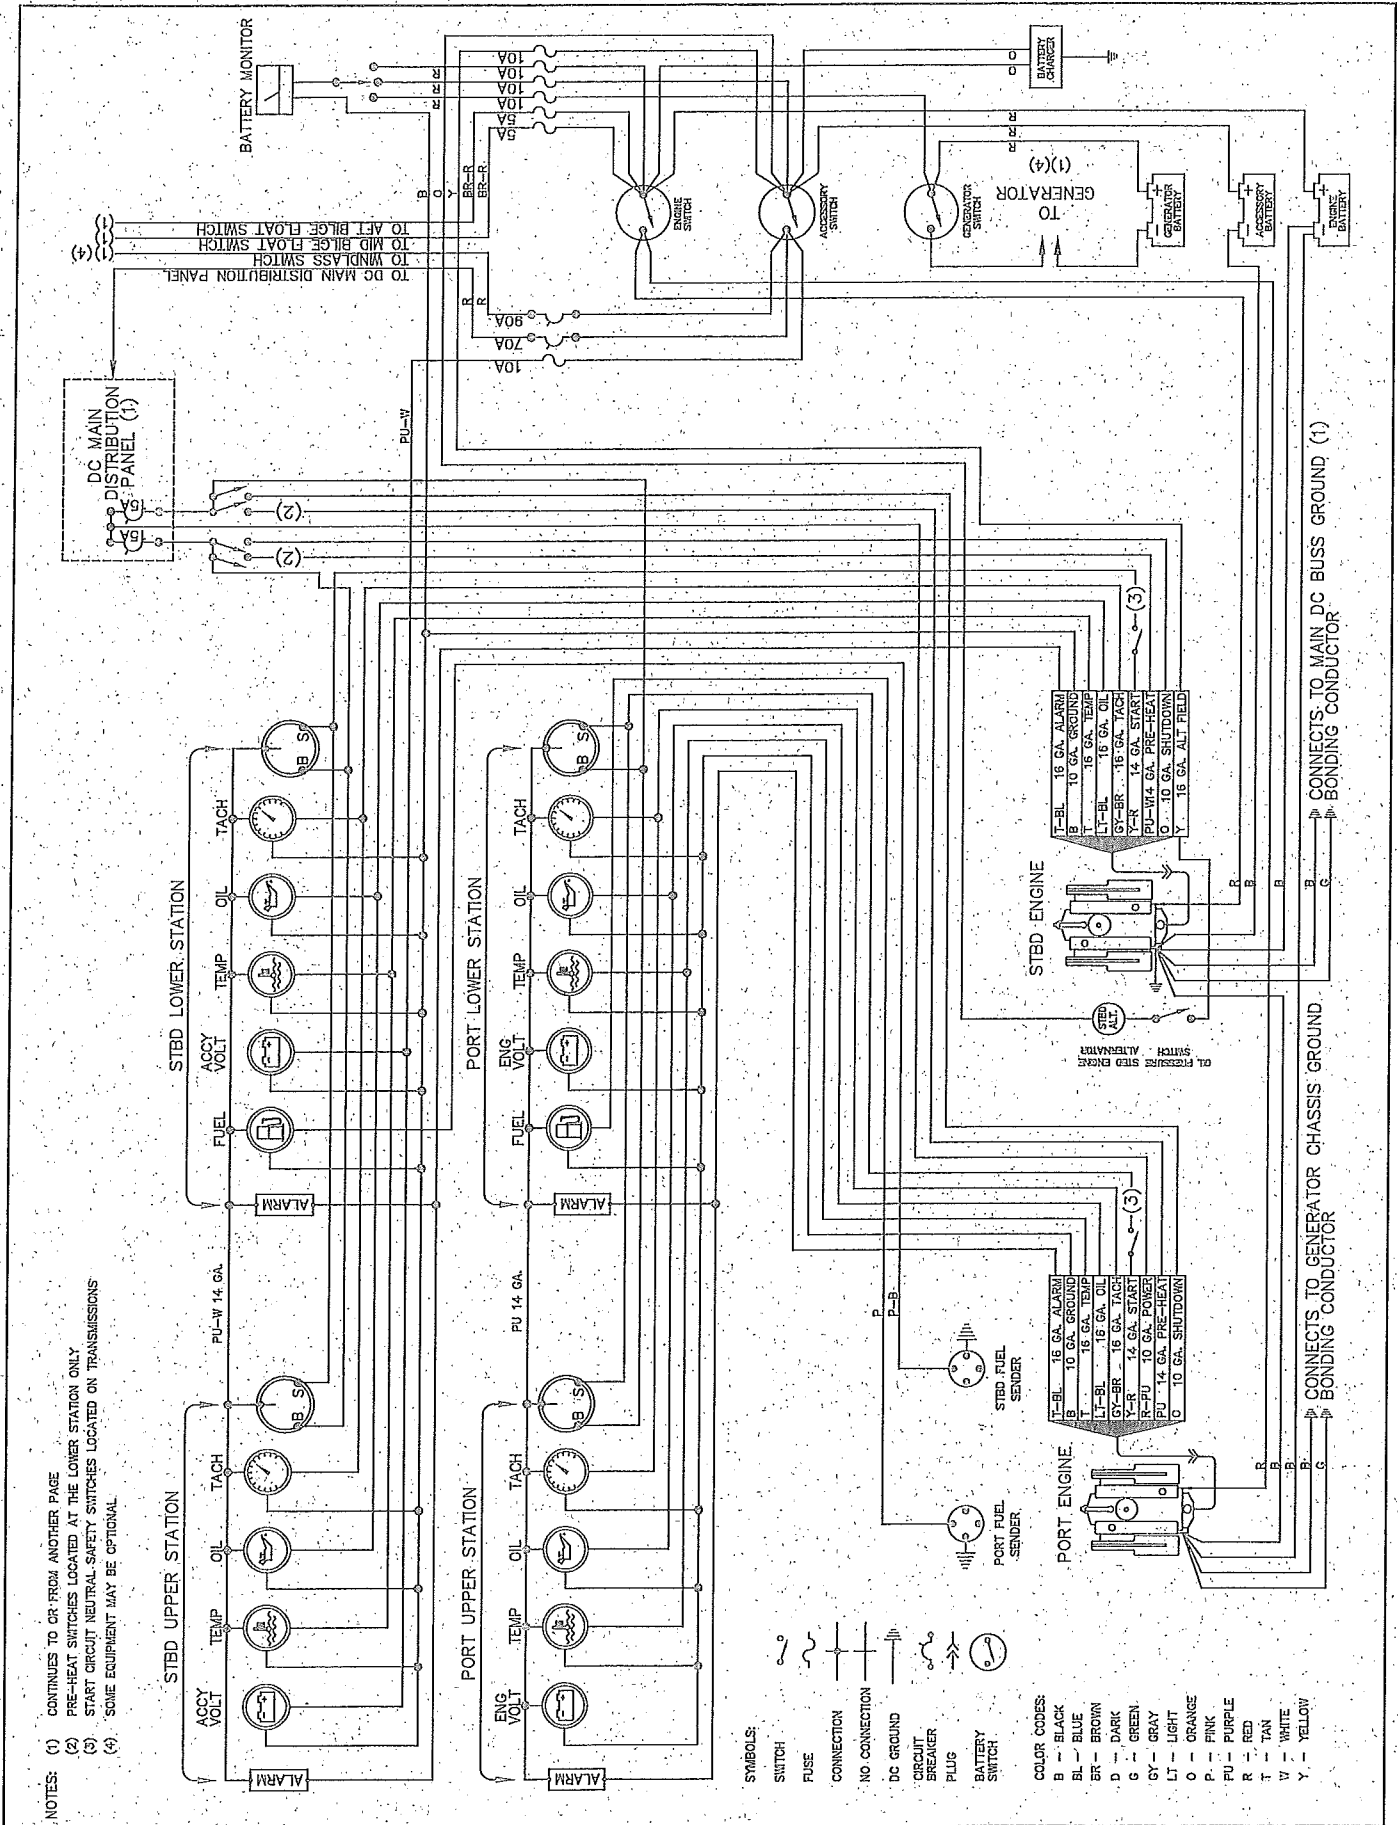 NOTES: (1) CONTINUES TO OR FROM ANOTHER PAGE
(2) PRE-HEAT SWITCHES LOCATED AT THE LOWER STATION ONLY
(3) START CIRCUIT NEUTRAL SAFETY SWITCHES LOCATED ON TRANSMISSIONS
(4) SOME EQUIPMENT MAY BE OPTIONAL
STBD UPPER STATION
ALARM
ACCY VOLT
TEMP
OIL
TACH
B S
PU-W 14 GA.
STBD LOWER STATION
ALARM
FUEL
ACCY VOLT
TEMP
OIL
TACH
B S
PORT UPPER STATION
ALARM
ENG VOLT
TEMP
OIL
TACH
B S
PU 14 GA.
PORT LOWER STATION
ALARM
FUEL
ENG VOLT
TEMP
OIL
TACH
B S
DC MAIN
DISTRIBUTION
PANEL (1)
15A
15A
(2)
(2)
PU-W
BATTERY MONITOR
TO AFT BILGE FLOAT SWITCH (1)
TO MID BILGE FLOAT SWITCH (1)
TO WINDLASS SWITCH (1)(4)
TO DC MAIN DISTRIBUTION PANEL
B
O
Y
BR-R
BR-R
R
R
R
R
R
10A
10A
10A
10A
5A
5A
90A
70A
10A
ENGINE
SWITCH
ACCESSORY
SWITCH
GENERATOR
SWITCH
TO
GENERATOR
(1)(4)
BATTERY
CHARGER
O
O
R
R
R
GENERATOR
BATTERY
- +
ACCESSORY
BATTERY
- +
ENGINE
BATTERY
- +
SYMBOLS:
SWITCH
FUSE
CONNECTION
NO CONNECTION
DC GROUND
CIRCUIT
BREAKER
PLUG
BATTERY
SWITCH
COLOR CODES:
B - BLACK
BL - BLUE
BR - BROWN
D - DARK
G - GREEN
GY - GRAY
LT - LIGHT
O - ORANGE
P - PINK
PU - PURPLE
R - RED
T - TAN
W - WHITE
Y - YELLOW
PORT FUEL
SENDER
STBD FUEL
SENDER
P
P-B
PORT ENGINE
T-BL 16 GA. ALARM
B 10 GA. GROUND
T 16 GA. TEMP
LT-BL 16 GA. OIL
GY-BR 16 GA. TACH
Y-R 14 GA. START
R-PU 10 GA. POWER
PU 14 GA. PRE-HEAT
O 10 GA. SHUTDOWN
(3)
R
B
B
B
G
CONNECTS TO GENERATOR CHASSIS GROUND
BONDING CONDUCTOR
STBD ENGINE
T-BL 16 GA. ALARM
B 10 GA. GROUND
T 16 GA. TEMP
LT-BL 16 GA. OIL
GY-BR 16 GA. TACH
Y-R 14 GA. START
PU-W14 GA. PRE-HEAT
O 10 GA. SHUTDOWN
Y 16 GA. ALT FIELD
(3)
STBD
ALT.
OIL PRESSURE STBD ENGINE
SWITCH ALTERNATOR
R
B
B
B
G
CONNECTS TO MAIN DC BUSS GROUND (1)
BONDING CONDUCTOR